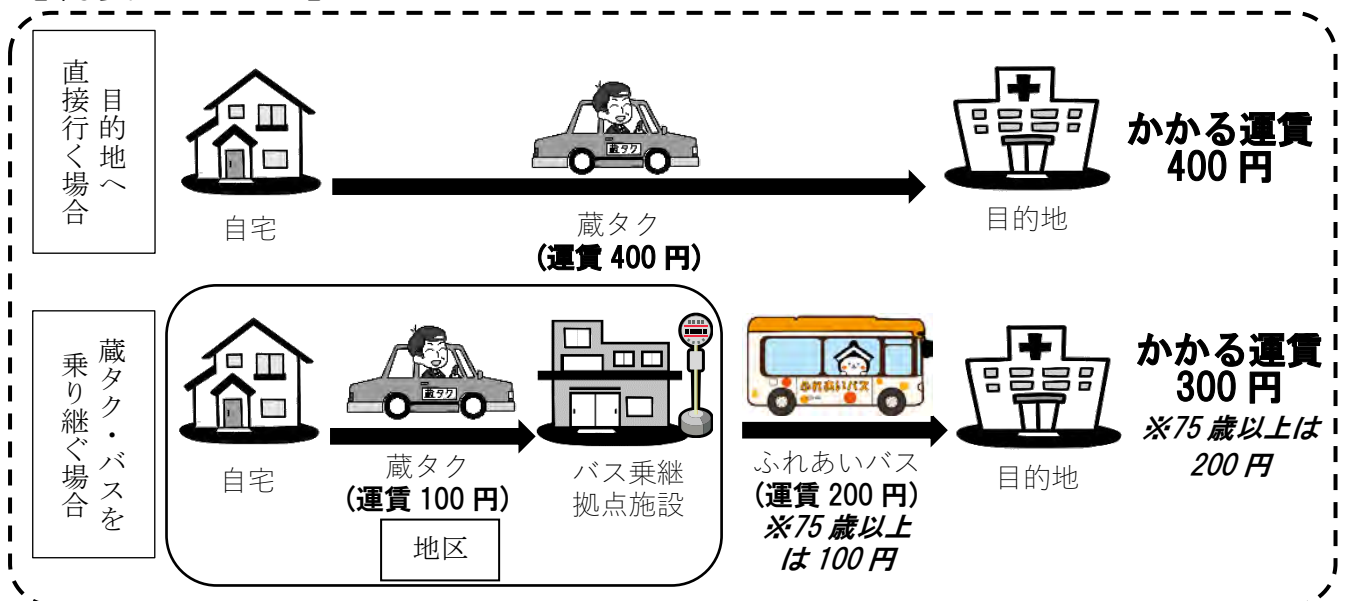 目的地へ
直接行く場合
自宅
蔵タク
蔵タク
(運賃 400 円)
目的地
かかる運賃
400 円
蔵タク・バスを
乗り継ぐ場合
自宅
蔵タク
蔵タク
(運賃 100 円)
バス乗継
拠点施設
地区
ふれあいバス
ふれあいバス
(運賃 200 円)
※75 歳以上
は 100 円
目的地
かかる運賃
300 円
※75 歳以上は
200 円